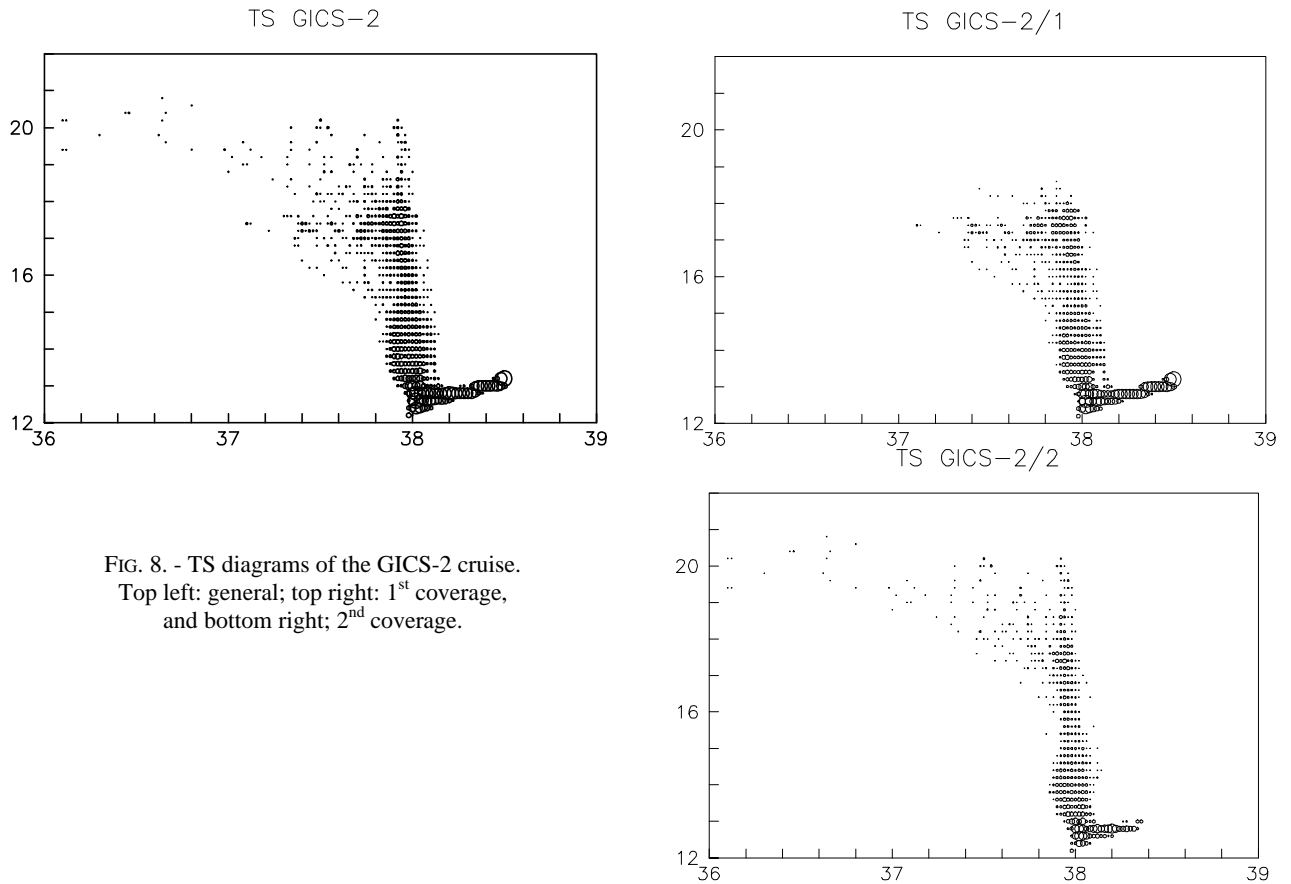 TS GICS-2
20
16
12
36 37 38 39
TS GICS-2/1
20
16
12
36 37 38 39
TS GICS-2/2
20
16
12
36 37 38 39
FIG. 8. - TS diagrams of the GICS-2 cruise.
Top left: general; top right: 1st coverage,
and bottom right; 2nd coverage.